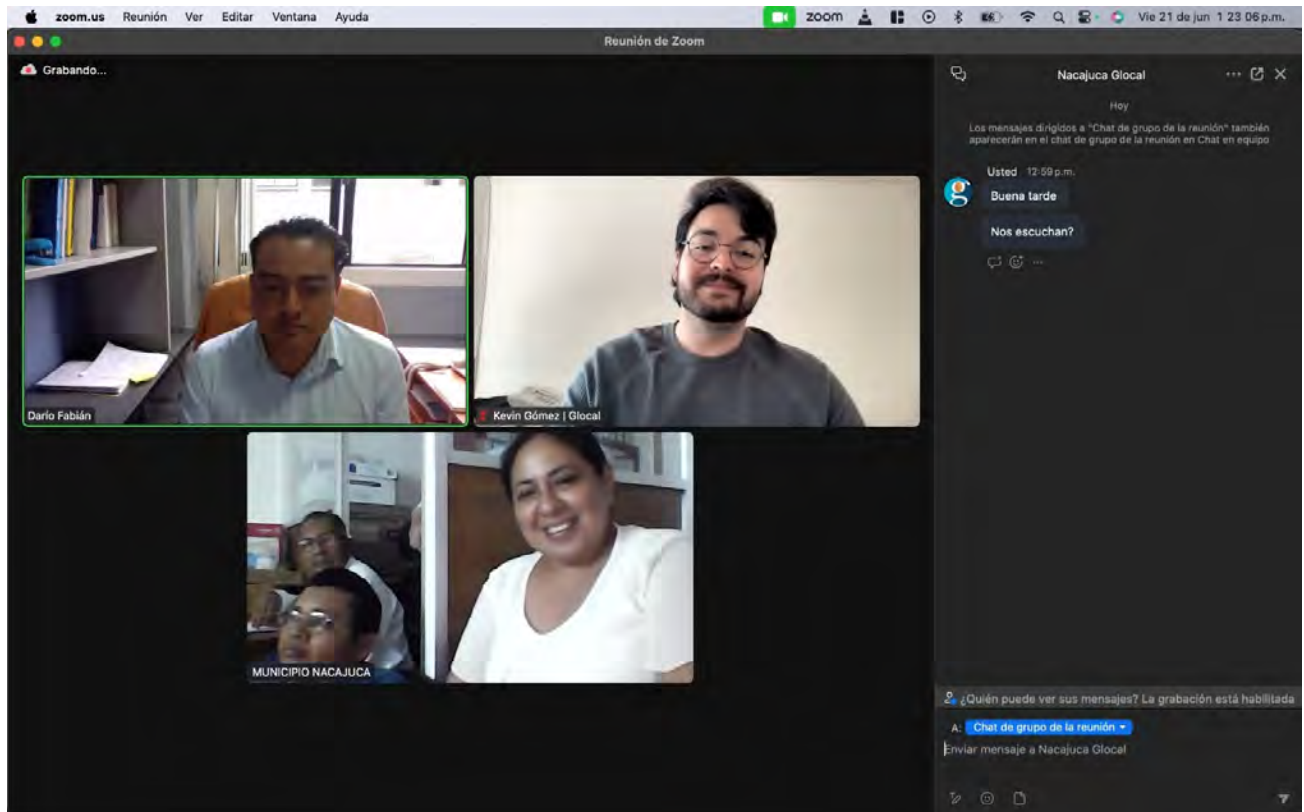 zoom.us Reunión Ver Editar Ventana Ayuda
zoom
Vie 21 de jun 1 23 06 p.m.
Reunión de Zoom
Grabando...
Nacajuca Glocal
Hoy
Los mensajes dirigidos a "Chat de grupo de la reunión" también
aparecerán en el chat de grupo de la reunión en Chat en equipo
Usted 12:59 p.m.
g
Buena tarde
Nos escuchan?
Darío Fabián
Kevin Gómez | Glocal
MUNICIPIO NACAJUCA
¿Quién puede ver sus mensajes? La grabación está habilitada
A: Chat de grupo de la reunión
Enviar mensaje a Nacajuca Glocal